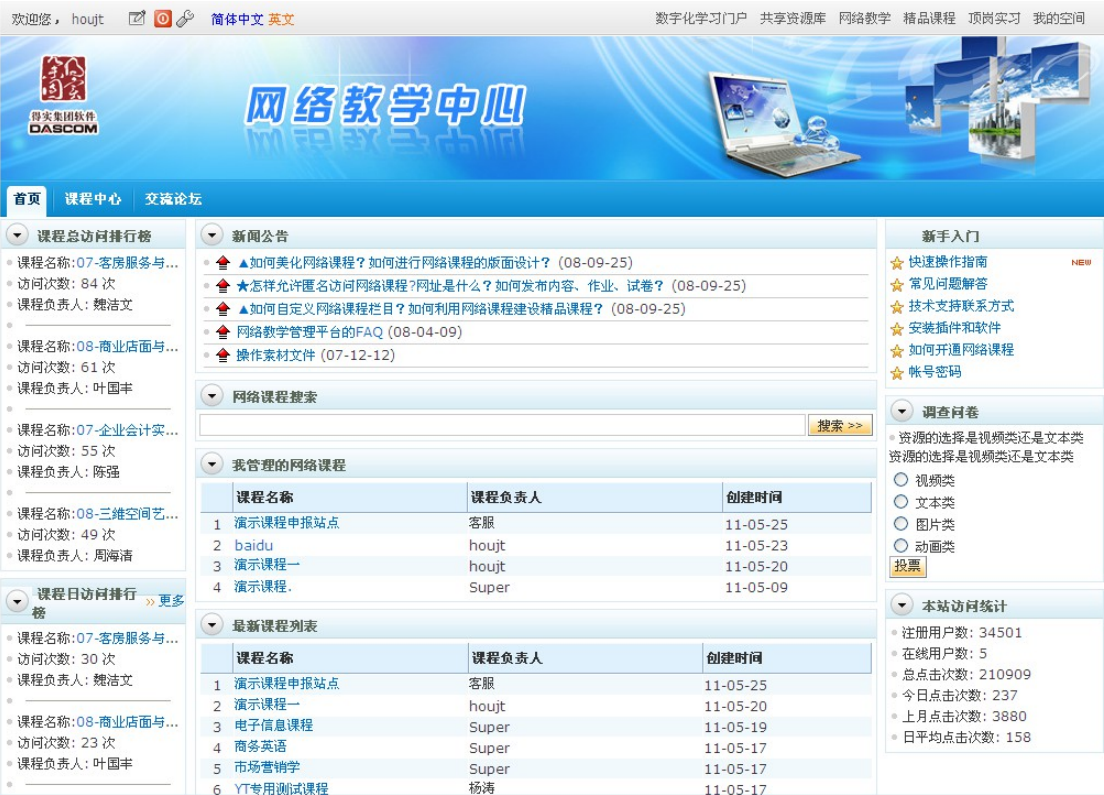 欢迎您，houjt 简体中文 英文
数字化学习门户 共享资源库 网络教学 精品课程 顶岗实习 我的空间
得实集团软件
DASCOM
网络教学中心
首页 课程中心 交流论坛
课程总访问排行榜
课程名称:07-客房服务与...
访问次数: 84 次
课程负责人: 魏洁文
课程名称:08-商业店面与...
访问次数: 61 次
课程负责人: 叶国丰
课程名称:07-企业会计实...
访问次数: 55 次
课程负责人: 陈强
课程名称:08-三维空间艺...
访问次数: 49 次
课程负责人: 周海清
课程日访问排行榜 »更多
课程名称:07-客房服务与...
访问次数: 30 次
课程负责人: 魏洁文
课程名称:08-商业店面与...
访问次数: 23 次
课程负责人: 叶国丰
新闻公告
▲如何美化网络课程？如何进行网络课程的版面设计？ (08-09-25)
★怎样允许匿名访问网络课程?网址是什么？如何发布内容、作业、试卷？ (08-09-25)
▲如何自定义网络课程栏目？如何利用网络课程建设精品课程？ (08-09-25)
网络教学管理平台的FAQ (08-04-09)
操作素材文件 (07-12-12)
网络课程搜索
搜索 >>
我管理的网络课程
课程名称 课程负责人 创建时间
1 演示课程申报站点 客服 11-05-25
2 baidu houjt 11-05-23
3 演示课程一 houjt 11-05-20
4 演示课程. Super 11-05-09
最新课程列表
课程名称 课程负责人 创建时间
1 演示课程申报站点 客服 11-05-25
2 演示课程一 houjt 11-05-20
3 电子信息课程 Super 11-05-19
4 商务英语 Super 11-05-17
5 市场营销学 Super 11-05-17
6 YT专用测试课程 杨涛 11-05-17
新手入门
快速操作指南 NEW
常见问题解答
技术支持联系方式
安装插件和软件
如何开通网络课程
帐号密码
调查问卷
资源的选择是视频类还是文本类
资源的选择是视频类还是文本类
视频类
文本类
图片类
动画类
投票
本站访问统计
注册用户数: 34501
在线用户数: 5
总点击次数: 210909
今日点击次数: 237
上月点击次数: 3880
日平均点击次数: 158